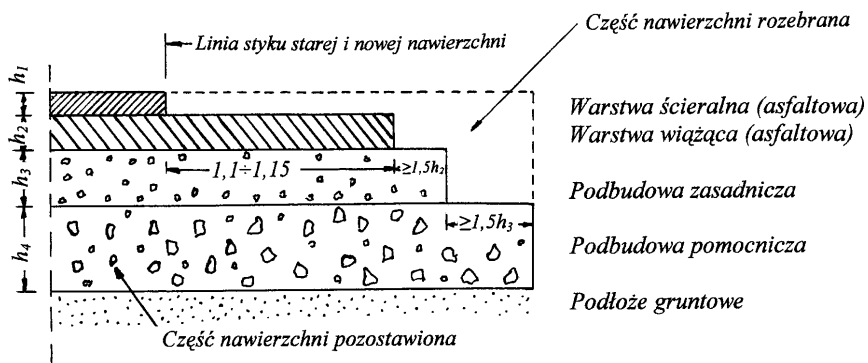 Część nawierzchni rozebrana
Linia styku starej i nowej nawierzchni
h₁
h₂
h₃
h₄
Warstwa ścieralna (asfaltowa)
Warstwa wiążąca (asfaltowa)
1,1÷1,15
≥1,5h₂
Podbudowa zasadnicza
≥1,5h₃
Podbudowa pomocnicza
Podłoże gruntowe
Część nawierzchni pozostawiona